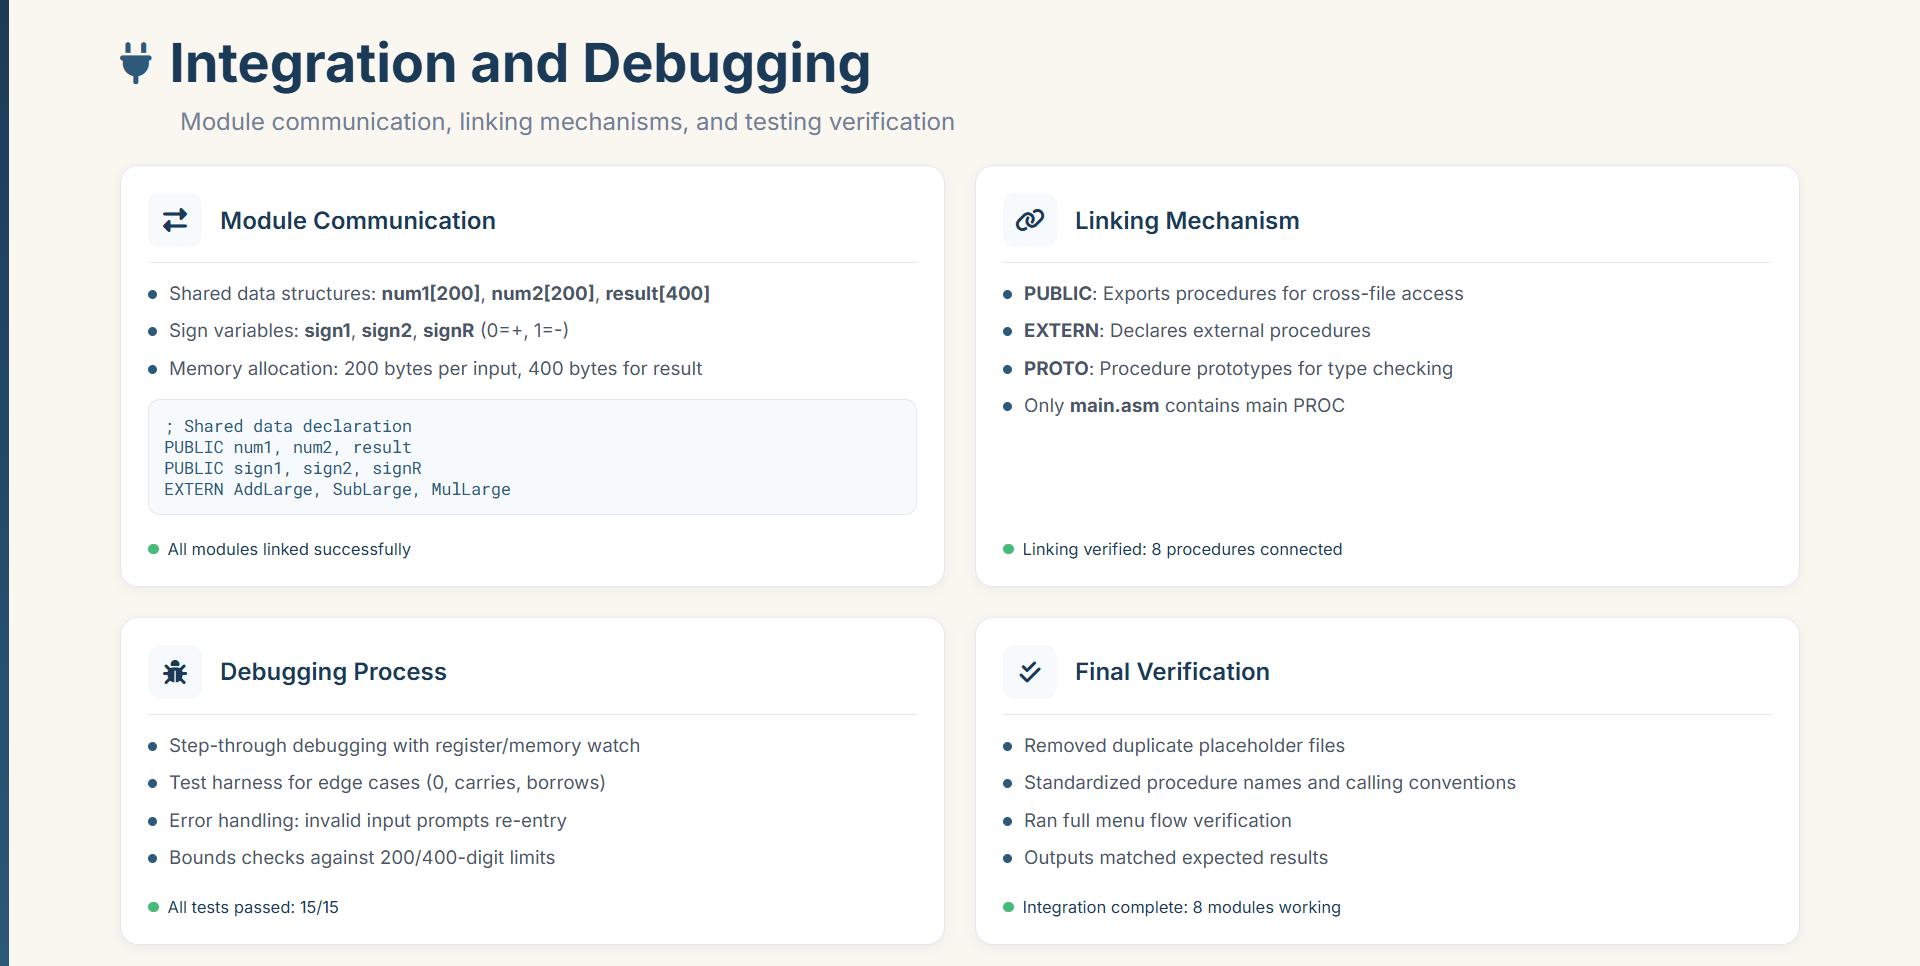 Integration and Debugging
Module communication, linking mechanisms, and testing verification
Module Communication
Shared data structures: num1[200], num2[200], result[400]
Sign variables: sign1, sign2, signR (0=+, 1=-)
Memory allocation: 200 bytes per input, 400 bytes for result
; Shared data declaration
PUBLIC num1, num2, result
PUBLIC sign1, sign2, signR
EXTERN AddLarge, SubLarge, MulLarge
All modules linked successfully
Linking Mechanism
PUBLIC: Exports procedures for cross-file access
EXTERN: Declares external procedures
PROTO: Procedure prototypes for type checking
Only main.asm contains main PROC
Linking verified: 8 procedures connected
Debugging Process
Step-through debugging with register/memory watch
Test harness for edge cases (0, carries, borrows)
Error handling: invalid input prompts re-entry
Bounds checks against 200/400-digit limits
All tests passed: 15/15
Final Verification
Removed duplicate placeholder files
Standardized procedure names and calling conventions
Ran full menu flow verification
Outputs matched expected results
Integration complete: 8 modules working